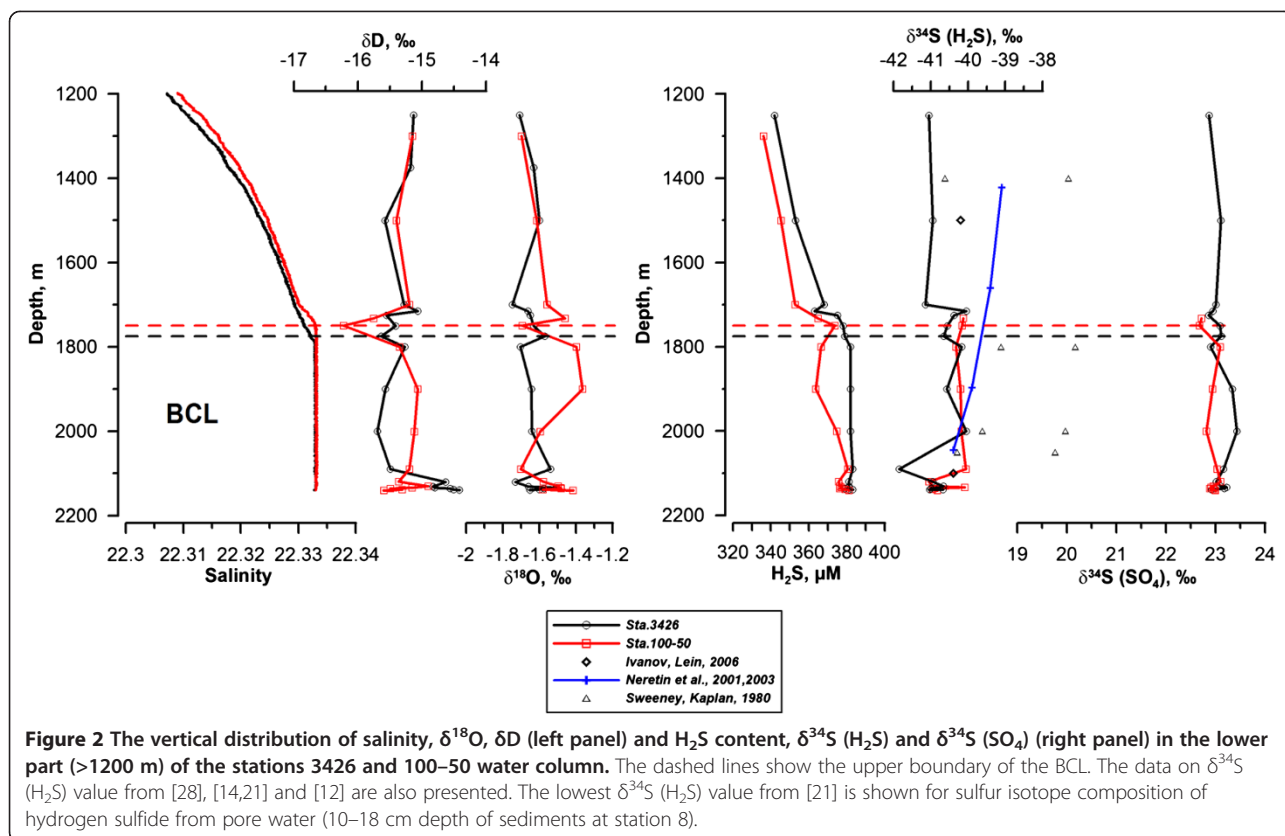 δD, ‰
-17 -16 -15 -14
δ³⁴S (H₂S), ‰
-42 -41 -40 -39 -38
1200
1400
1600
1800
2000
2200
Depth, m
BCL
22.3 22.31 22.32 22.33 22.34
Salinity
-2 -1.8 -1.6 -1.4 -1.2
δ¹⁸O, ‰
1200
1400
1600
1800
2000
2200
Depth, m
320 340 360 380 400
H₂S, µM
19 20 21 22 23 24
δ³⁴S (SO₄), ‰
Sta.3426
Sta.100-50
Ivanov, Lein, 2006
Neretin et al., 2001,2003
Sweeney, Kaplan, 1980
Figure 2 The vertical distribution of salinity, δ¹⁸O, δD (left panel) and H₂S content, δ³⁴S (H₂S) and δ³⁴S (SO₄) (right panel) in the lower
part (>1200 m) of the stations 3426 and 100–50 water column. The dashed lines show the upper boundary of the BCL. The data on δ³⁴S
(H₂S) value from [28], [14,21] and [12] are also presented. The lowest δ³⁴S (H₂S) value from [21] is shown for sulfur isotope composition of
hydrogen sulfide from pore water (10–18 cm depth of sediments at station 8).